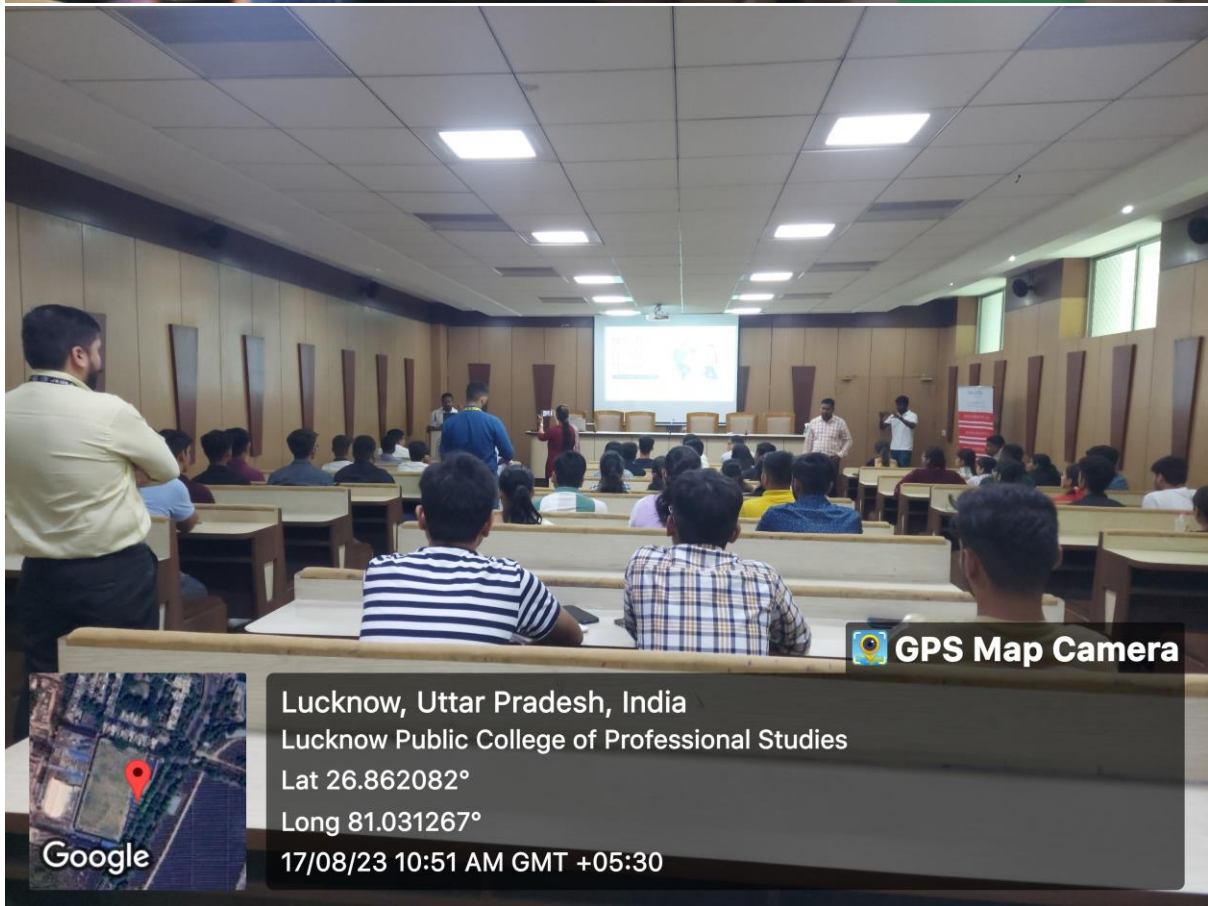 GPS Map Camera
Lucknow, Uttar Pradesh, India
Lucknow Public College of Professional Studies
Lat 26.862082°
Long 81.031267°
17/08/23 10:51 AM GMT +05:30
Google